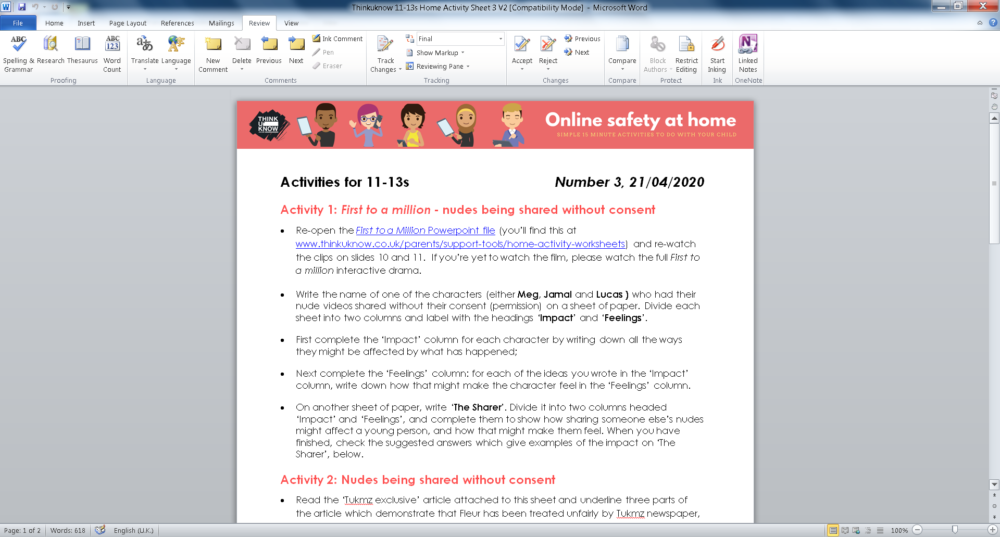 Thinkuknow 11-13s Home Activity Sheet 3 V2 [Compatibility Mode] - Microsoft Word
File Home Insert Page Layout References Mailings Review View
ABC Spelling & Grammar
Research
Thesaurus
ABC 123 Word Count
Proofing
Translate
Language
Language
New Comment
Delete
Previous
Next
Ink Comment
Pen
Eraser
Comments
Track Changes
Final
Show Markup
Reviewing Pane
Tracking
Accept
Reject
Previous
Next
Changes
Compare
Compare
Block Authors
Restrict Editing
Protect
Start Inking
Ink
Linked Notes
OneNote
THINK
U
KNOW
Online safety at home
SIMPLE 15 MINUTE ACTIVITIES TO DO WITH YOUR CHILD
Activities for 11-13s Number 3, 21/04/2020
Activity 1: First to a million - nudes being shared without consent
• Re-open the First to a Million Powerpoint file (you’ll find this at
www.thinkuknow.co.uk/parents/support-tools/home-activity-worksheets) and re-watch
the clips on slides 10 and 11. If you’re yet to watch the film, please watch the full First to
a million interactive drama.
• Write the name of one of the characters (either Meg, Jamal and Lucas ) who had their
nude videos shared without their consent (permission) on a sheet of paper. Divide each
sheet into two columns and label with the headings ‘Impact’ and ‘Feelings’.
• First complete the ‘Impact’ column for each character by writing down all the ways
they might be affected by what has happened;
• Next complete the ‘Feelings’ column: for each of the ideas you wrote in the ‘Impact’
column, write down how that might make the character feel in the ‘Feelings’ column.
• On another sheet of paper, write ‘The Sharer’. Divide it into two columns headed
‘Impact’ and ‘Feelings’, and complete them to show how sharing someone else’s nudes
might affect a young person, and how that might make them feel. When you have
finished, check the suggested answers which give examples of the impact on ‘The
Sharer’, below.
Activity 2: Nudes being shared without consent
• Read the ‘Tukmz exclusive’ article attached to this sheet and underline three parts of
the article which demonstrate that Fleur has been treated unfairly by Tukmz newspaper,
Page: 1 of 2 Words: 618 English (U.K.) 100%